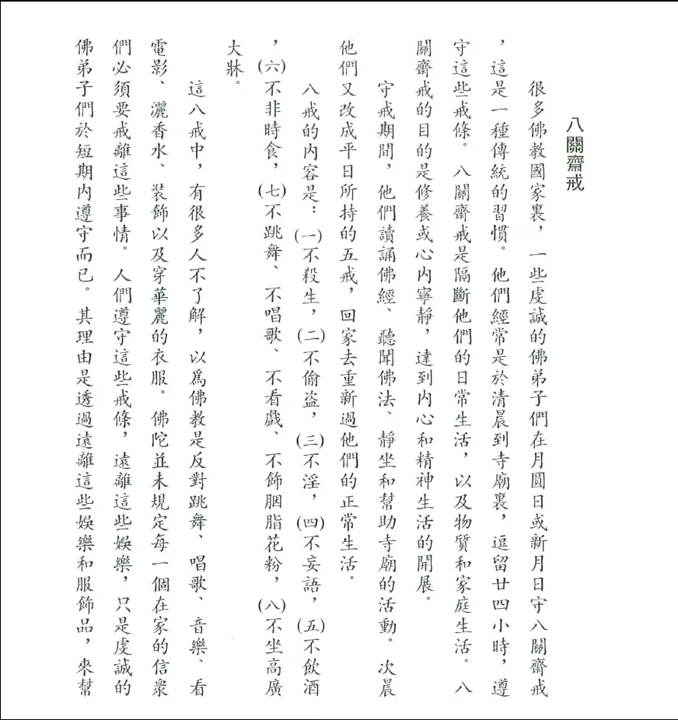 八關齋戒
很多佛教國家裏，一些虔誠的佛弟子們在月圓日或新月日守八關齋戒
，這是一種傳統的習慣。他們經常是於清晨到寺廟裏，逗留廿四小時，遵
守這些戒條。八關齋戒是隔斷他們的日常生活，以及物質和家庭生活。八
關齋戒的目的是修養或心內寧靜，達到內心和精神生活的開展。
守戒期間，他們讀誦佛經、聽聞佛法、靜坐和幫助寺廟的活動。次晨
他們又改成平日所持的五戒，回家去重新過他們的正常生活。
八戒的內容是：(一)不殺生，(二)不偷盜，(三)不淫，(四)不妄語，(五)不飲酒
，(六)不非時食，(七)不跳舞、不唱歌、不看戲、不飾胭脂花粉，(八)不坐高廣
大牀。
這八戒中，有很多人不了解，以爲佛教是反對跳舞、唱歌、音樂、看
電影、灑香水、裝飾以及穿華麗的衣服。佛陀並未規定每一個在家的信衆
們必須要戒離這些事情。人們遵守這些戒條，遠離這些娛樂，只是虔誠的
佛弟子們於短期內遵守而已。其理由是透過遠離這些娛樂和服飾品，來幫